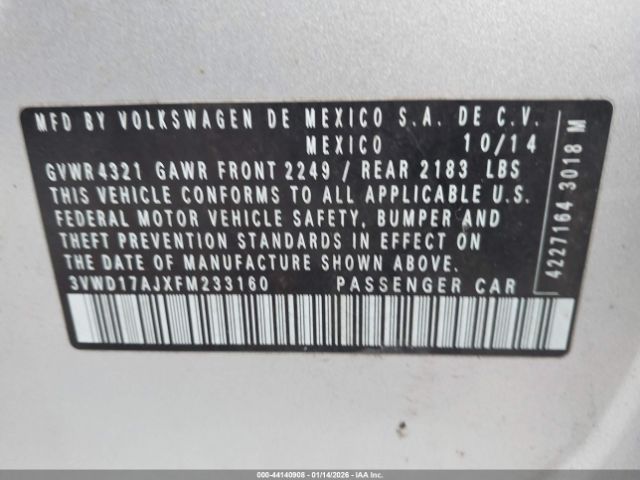 MFD BY VOLKSWAGEN DE MEXICO S.A. DE C.V.
MEXICO 10/14
GVWR 4321 GAWR FRONT 2249 / REAR 2183 LBS
THIS VEHICLE CONFORMS TO ALL APPLICABLE U.S.
FEDERAL MOTOR VEHICLE SAFETY, BUMPER AND
THEFT PREVENTION STANDARDS IN EFFECT ON
THE DATE OF MANUFACTURE SHOWN ABOVE.
3VWD17AJXFM233160 PASSENGER CAR
4227164 3018 M
000-44140908 - 01/14/2026 - IAAI.com